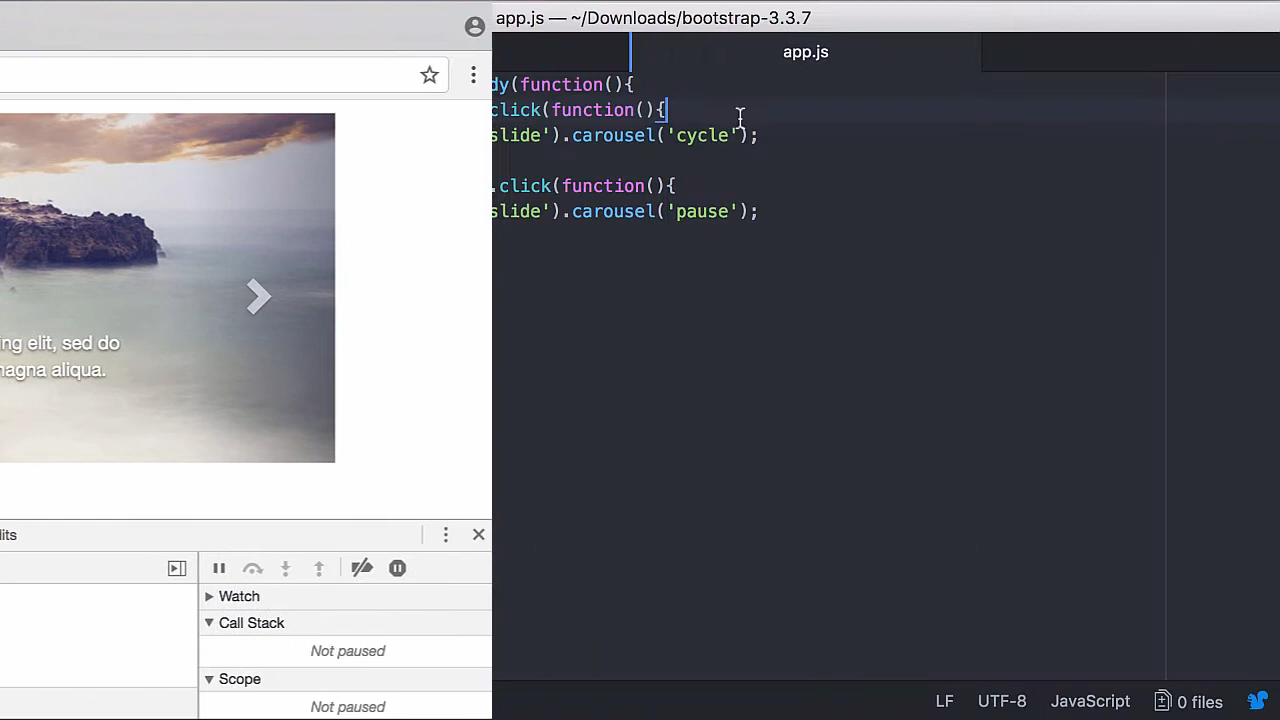 app.js — ~/Downloads/bootstrap-3.3.7
app.js
dy(function(){
click(function(){
slide').carousel('cycle');
.click(function(){
slide').carousel('pause');
ng elit, sed do
nagna aliqua.
lits
Watch
Call Stack
Not paused
Scope
Not paused
LF UTF-8 JavaScript 0 files